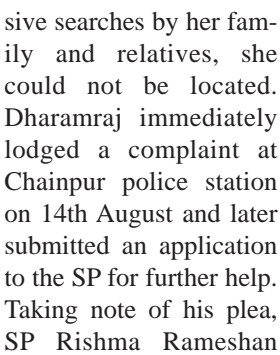 sive searches by her fam-
ily and relatives, she
could not be located.
Dharamraj immediately
lodged a complaint at
Chainpur police station
on 14th August and later
submitted an application
to the SP for further help.
Taking note of his plea,
SP Rishma Rameshan